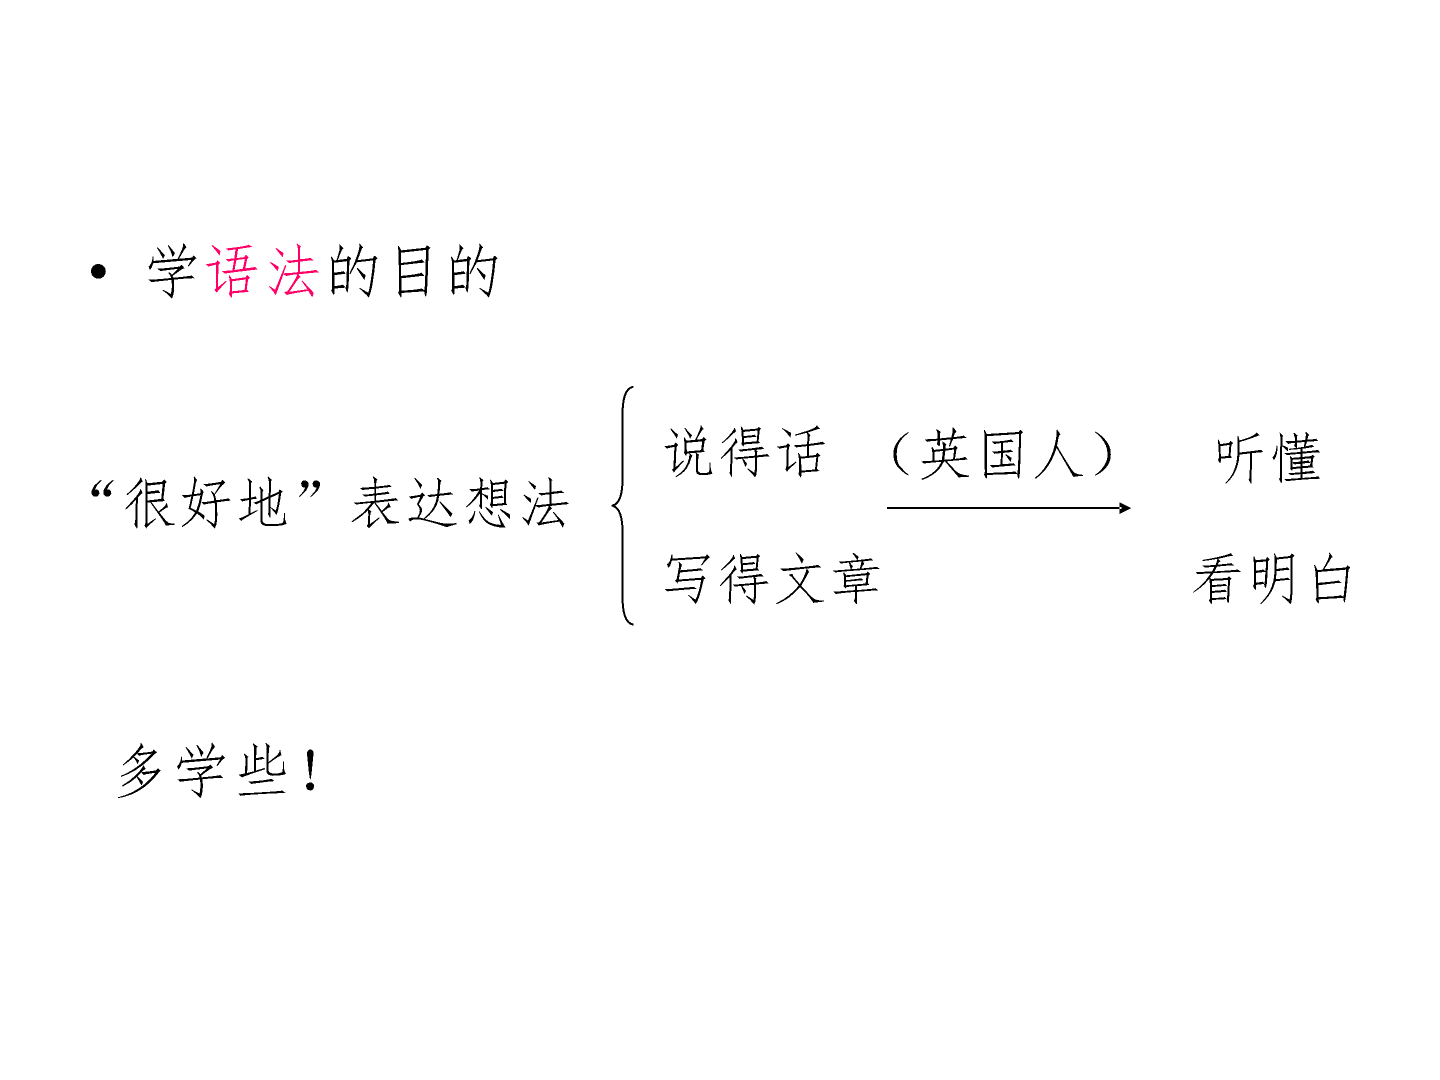 • 学语法的目的
“很好地”表达想法
说得话 （英国人） 听懂
写得文章 看明白
多学些！